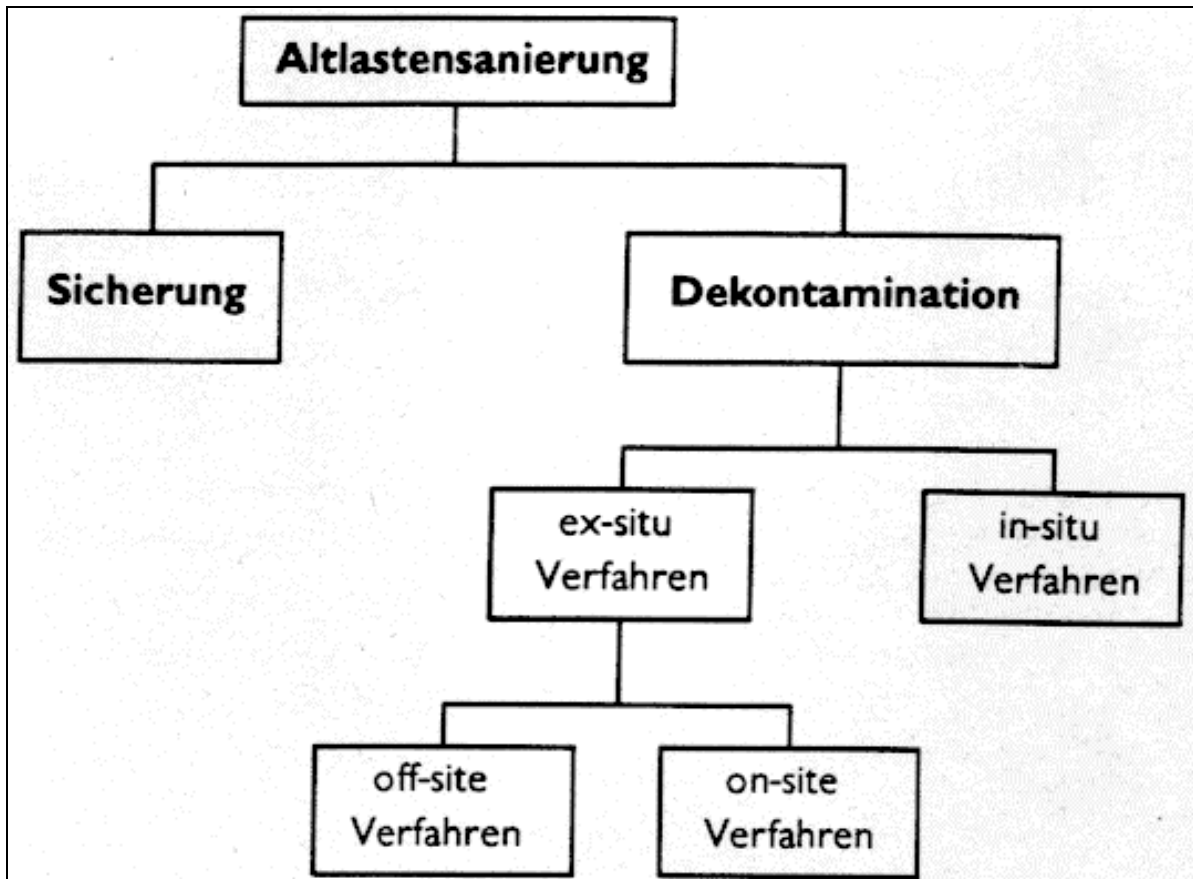 Altlastensanierung
Sicherung
Dekontamination
ex-situ
Verfahren
in-situ
Verfahren
off-site
Verfahren
on-site
Verfahren